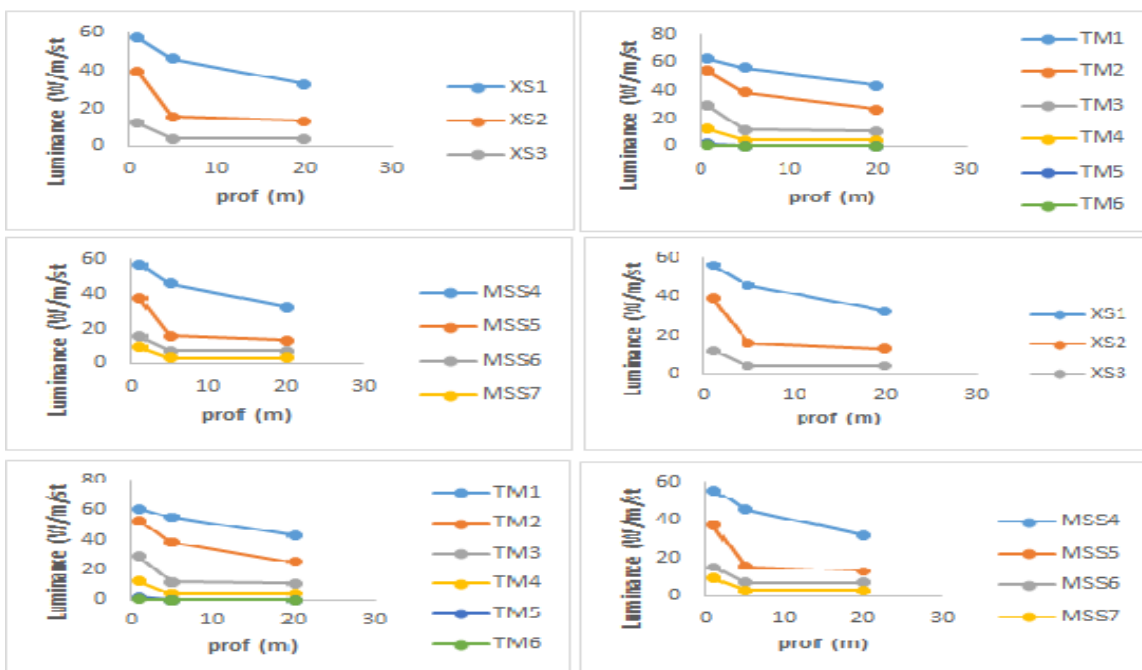 Luminance (W/m/st
60
40
20
0
0 10 20 30
prof (m)
XS1
XS2
XS3
Luminance (W/m/st
80
60
40
20
0
0 10 20 30
prof (m)
TM1
TM2
TM3
TM4
TM5
TM6
Luminance (W/m/st
60
40
20
0
0 10 20 30
prof (m)
MSS4
MSS5
MSS6
MSS7
Luminance (W/m/st
60
40
20
0
0 10 20 30
prof (m)
XS1
XS2
XS3
Luminance (W/m/st
80
60
40
20
0
0 10 20 30
prof (m)
TM1
TM2
TM3
TM4
TM5
TM6
Luminance (W/m/st
60
40
20
0
0 10 20 30
prof (m)
MSS4
MSS5
MSS6
MSS7